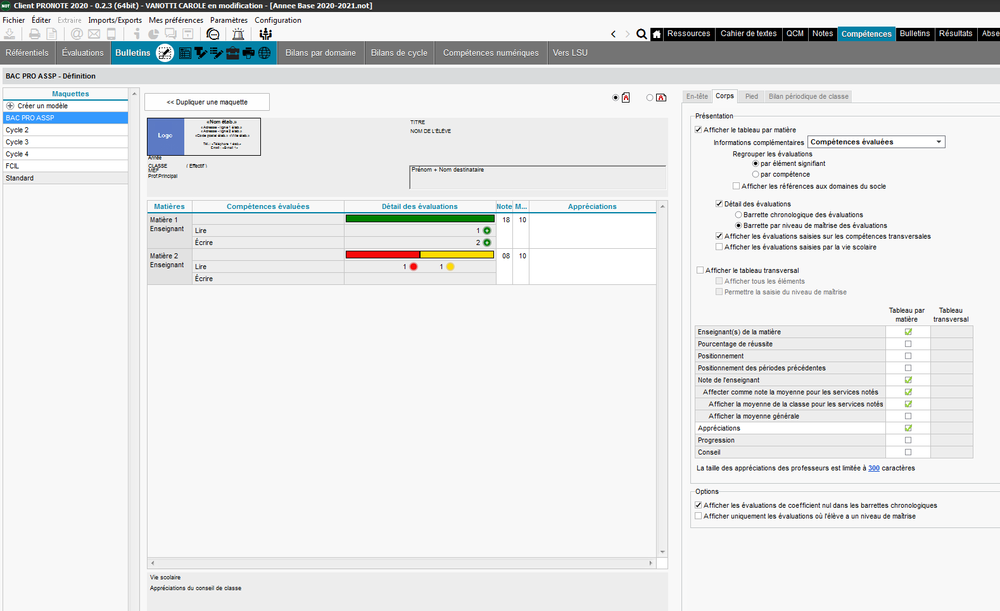 Client PRONOTE 2020 - 0.2.3 (64bit) - VANOTTI CAROLE en modification - [Annee Base 2020-2021.not]
Fichier Éditer Extraire Imports/Exports Mes préférences Paramètres Configuration
Ressources Cahier de textes QCM Notes Compétences Bulletins Résultats Abse
Référentiels Évaluations Bulletins Bilans par domaine Bilans de cycle Compétences numériques Vers LSU
BAC PRO ASSP - Définition
Maquettes
Créer un modèle
BAC PRO ASSP
Cycle 2
Cycle 3
Cycle 4
FCIL
Standard
<< Dupliquer une maquette
A
A
Logo
«Nom étab.»
«Adresse - ligne 1 étab.»
«Adresse - ligne 2 étab.»
«Code postal étab.» «Ville étab.»
Tél.: «Téléphone 1 étab.»
Email : «E-mail 1»
TITRE
NOM DE L'ÉLÈVE
Année
CLASSE ( Effectif )
MEF
Prof.Principal
Prénom + Nom destinataire
Matières Compétences évaluées Détail des évaluations Note M... Appréciations
Matière 1
Enseignant
18 10
Lire 1
Écrire 2
Matière 2
Enseignant
08 10
Lire 1 1
Écrire
Vie scolaire
Appréciations du conseil de classe
En-tête Corps Pied Bilan périodique de classe
Présentation
Afficher le tableau par matière
Informations complémentaires Compétences évaluées
Regrouper les évaluations
par élément signifiant
par compétence
Afficher les références aux domaines du socle
Détail des évaluations
Barrette chronologique des évaluations
Barrette par niveau de maîtrise des évaluations
Afficher les évaluations saisies sur les compétences transversales
Afficher les évaluations saisies par la vie scolaire
Afficher le tableau transversal
Afficher tous les éléments
Permettre la saisie du niveau de maîtrise
Tableau par matière
Tableau transversal
Enseignant(s) de la matière
Pourcentage de réussite
Positionnement
Positionnement des périodes précédentes
Note de l'enseignant
Affecter comme note la moyenne pour les services notés
Afficher la moyenne de la classe pour les services notés
Afficher la moyenne générale
Appréciations
Progression
Conseil
La taille des appréciations des professeurs est limitée à 300 caractères
Options
Afficher les évaluations de coefficient nul dans les barrettes chronologiques
Afficher uniquement les évaluations où l'élève a un niveau de maîtrise